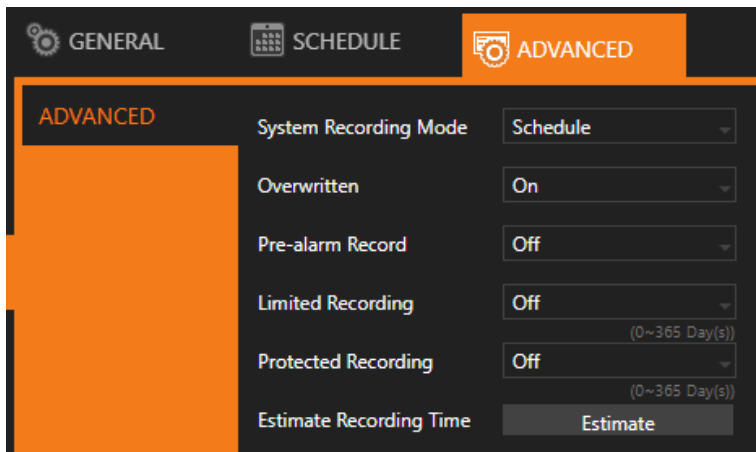 GENERAL SCHEDULE ADVANCED
ADVANCED
System Recording Mode Schedule
Overwritten On
Pre-alarm Record Off
Limited Recording Off
(0~365 Day(s))
Protected Recording Off
(0~365 Day(s))
Estimate Recording Time Estimate